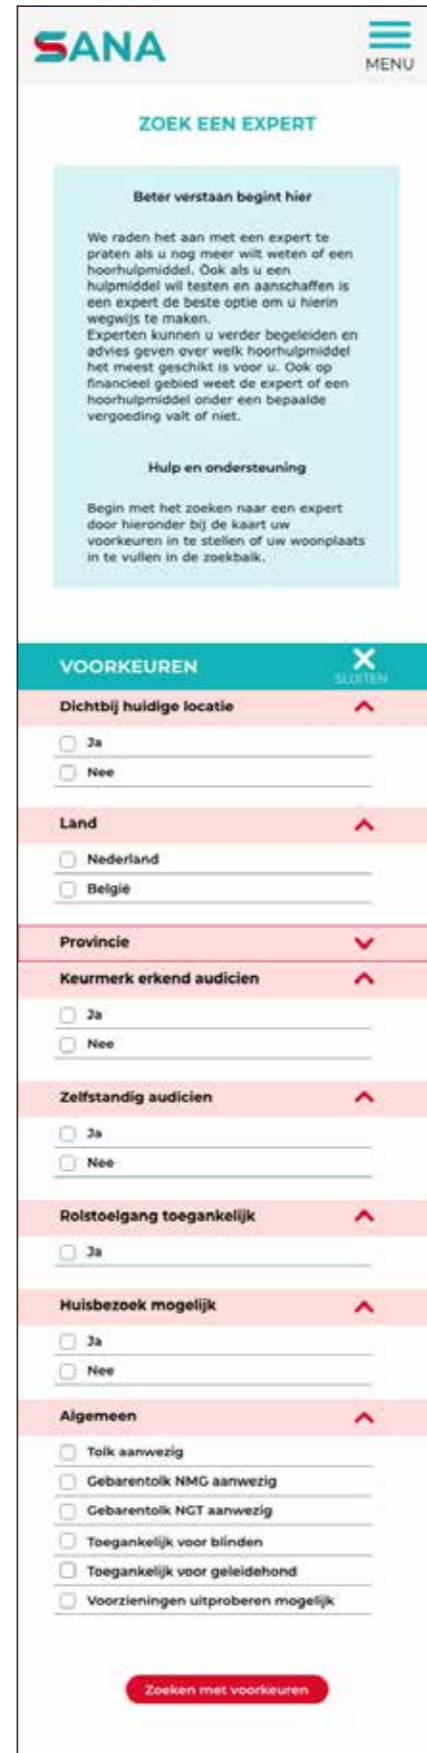 SANA
MENU
ZOEK EEN EXPERT
Beter verstaan begint hier
We raden het aan met een expert te
praten als u nog meer wilt weten of een
hoorhulpmiddel. Ook als u een
hulpmiddel wil testen en aanschaffen is
een expert de beste optie om u hierin
wegwijs te maken.
Experten kunnen u verder begeleiden en
advies geven over welk hoorhulpmiddel
het meest geschikt is voor u. Ook op
financieel gebied weet de expert of een
hoorhulpmiddel onder een bepaalde
vergoeding valt of niet.
Hulp en ondersteuning
Begin met het zoeken naar een expert
door hieronder bij de kaart uw
voorkeuren in te stellen of uw woonplaats
in te vullen in de zoekbalk.
VOORKEUREN
SLUITEN
Dichtbij huidige locatie
Ja
Nee
Land
Nederland
België
Provincie
Keurmerk erkend audicien
Ja
Nee
Zelfstandig audicien
Ja
Nee
Rolstoelgang toegankelijk
Ja
Huisbezoek mogelijk
Ja
Nee
Algemeen
Tolk aanwezig
Gebarentolk NMG aanwezig
Gebarentolk NGT aanwezig
Toegankelijk voor blinden
Toegankelijk voor geleidehond
Voorzieningen uitproberen mogelijk
Zoeken met voorkeuren